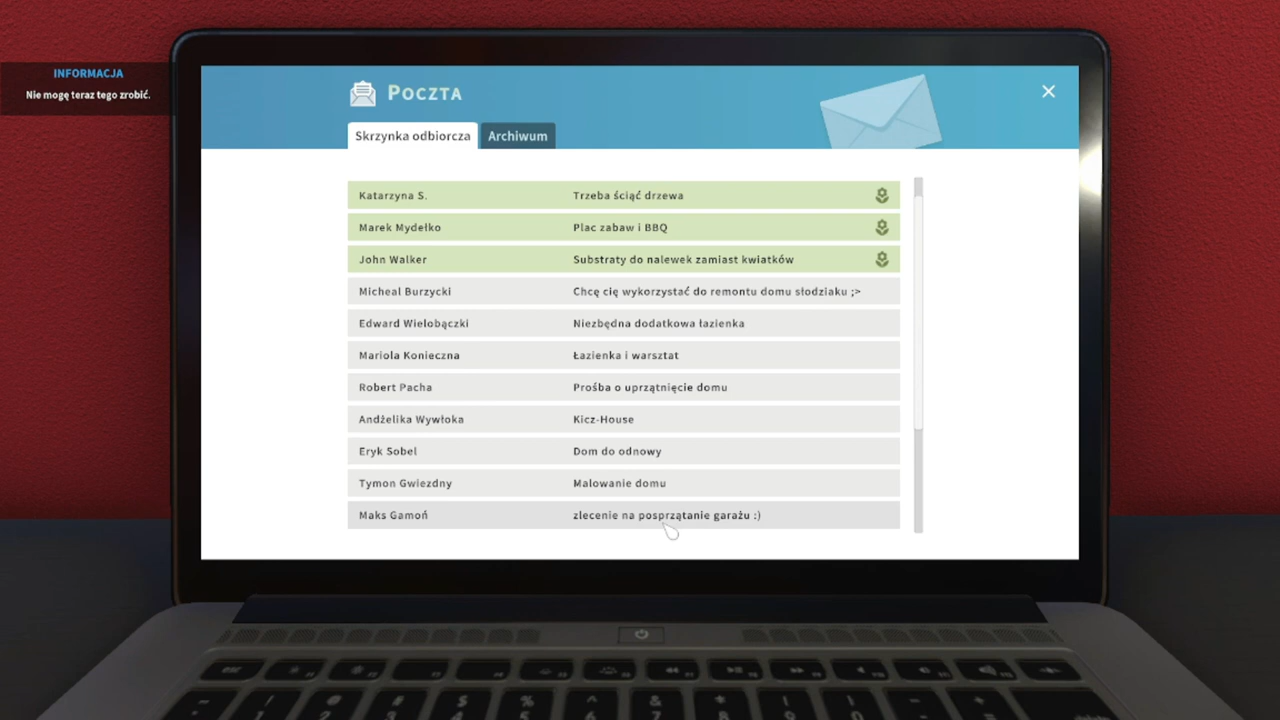 INFORMACJA
Nie mogę teraz tego zrobić.
POCZTA
Skrzynka odbiorcza Archiwum
Katarzyna S. Trzeba ściąć drzewa
Marek Mydełko Plac zabaw i BBQ
John Walker Substraty do nalewek zamiast kwiatków
Micheal Burzycki Chcę cię wykorzystać do remontu domu słodziaku ;>
Edward Wielobączki Niezbędna dodatkowa łazienka
Mariola Konieczna Łazienka i warsztat
Robert Pacha Prośba o uprzątnięcie domu
Andżelika Wywłoka Kicz-House
Eryk Sobel Dom do odnowy
Tymon Gwiezdny Malowanie domu
Maks Gamoń zlecenie na posprzątanie garażu :)